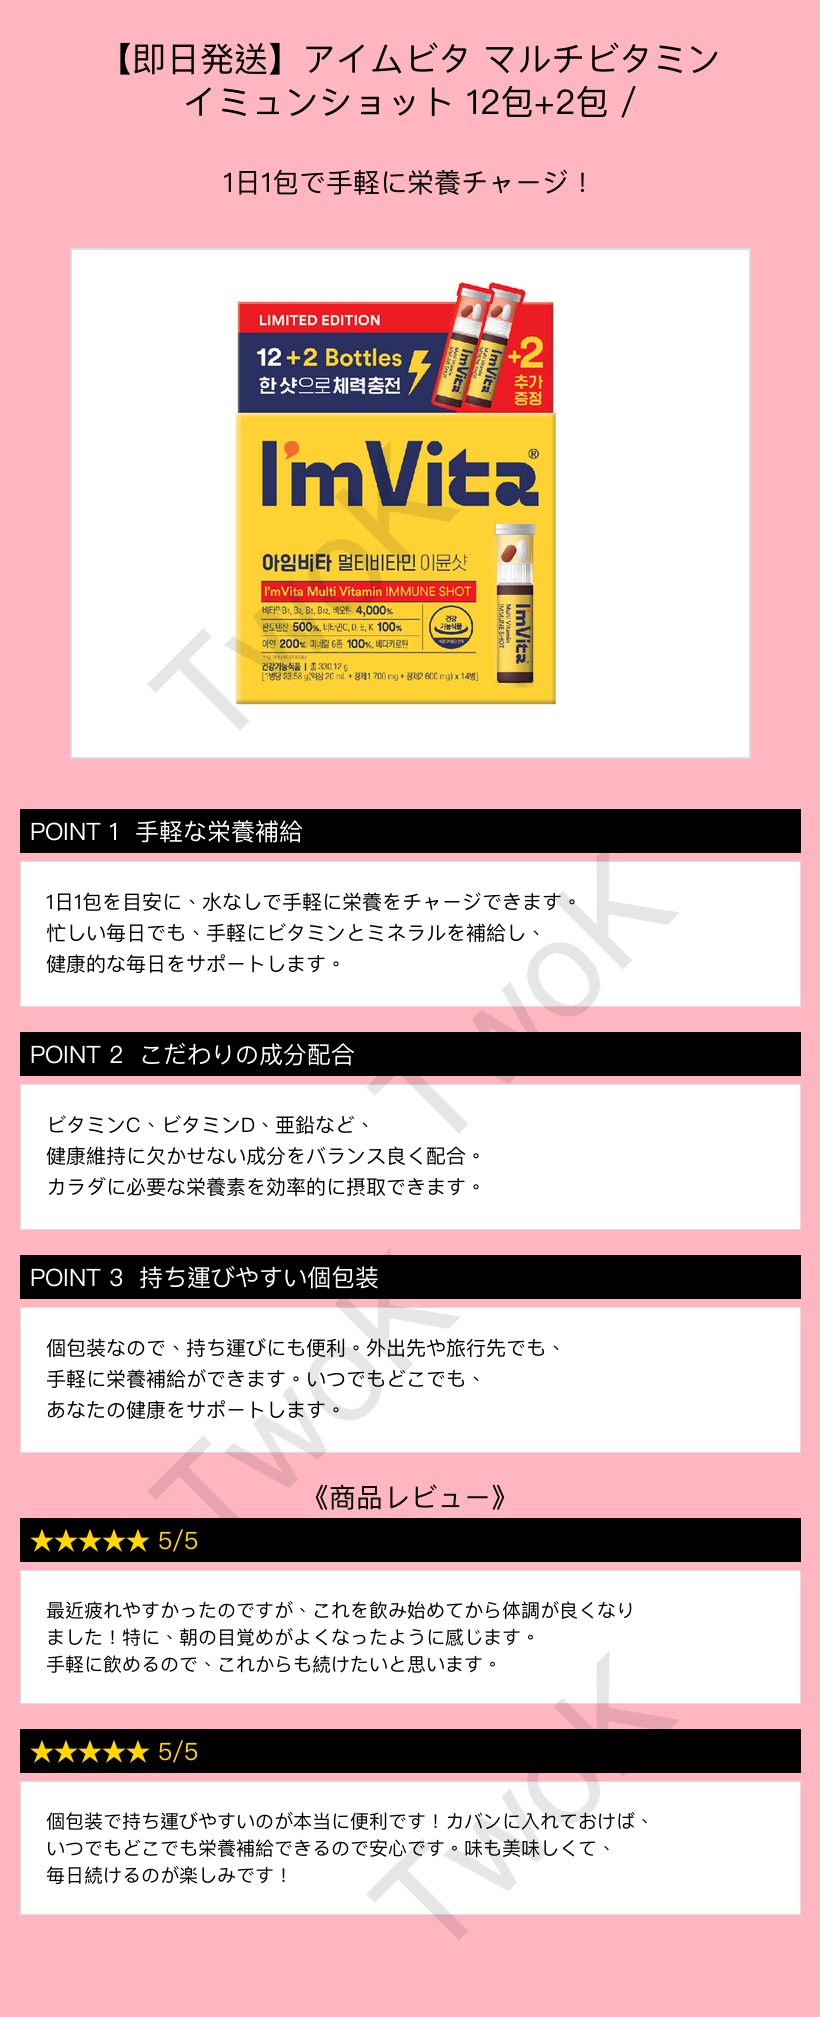 【即日発送】アイムビタ マルチビタミン
イミュンショット 12包+2包 /
1日1包で手軽に栄養チャージ！
LIMITED EDITION
12+2 Bottles
한 샷으로 체력충전
+2
추가
증정
I'mVita
I'mVita
I'mVita®
아임비타 멀티비타민 이뮨샷
I'mVita Multi Vitamin IMMUNE SHOT
비타민B₁, B₂, B₆, B₁₂, 비오틴 4,000%
판토텐산 500%, 비타민C, D, E, K 100%
아연 200% 미네랄 6종 100%, 베타카로틴
건강
기능식품
건강기능식품 | 총 330.12 g
[1병당 23.58 g(액상 20 mL + 정제1 700 mg + 정제2 600 mg) x 14병]
I'mVita
Multi Vitamin
IMMUNE SHOT
POINT 1 手軽な栄養補給
1日1包を目安に、水なしで手軽に栄養をチャージできます。
忙しい毎日でも、手軽にビタミンとミネラルを補給し、
健康的な毎日をサポートします。
POINT 2 こだわりの成分配合
ビタミンC、ビタミンD、亜鉛など、
健康維持に欠かせない成分をバランス良く配合。
カラダに必要な栄養素を効率的に摂取できます。
POINT 3 持ち運びやすい個包装
個包装なので、持ち運びにも便利。外出先や旅行先でも、
手軽に栄養補給ができます。いつでもどこでも、
あなたの健康をサポートします。
《商品レビュー》
★★★★★ 5/5
最近疲れやすかったのですが、これを飲み始めてから体調が良くなり
ました！特に、朝の目覚めがよくなったように感じます。
手軽に飲めるので、これからも続けたいと思います。
★★★★★ 5/5
個包装で持ち運びやすいのが本当に便利です！カバンに入れておけば、
いつでもどこでも栄養補給できるので安心です。味も美味しくて、
毎日続けるのが楽しみです！
TwoK
TwoK
TwoK
TwoK